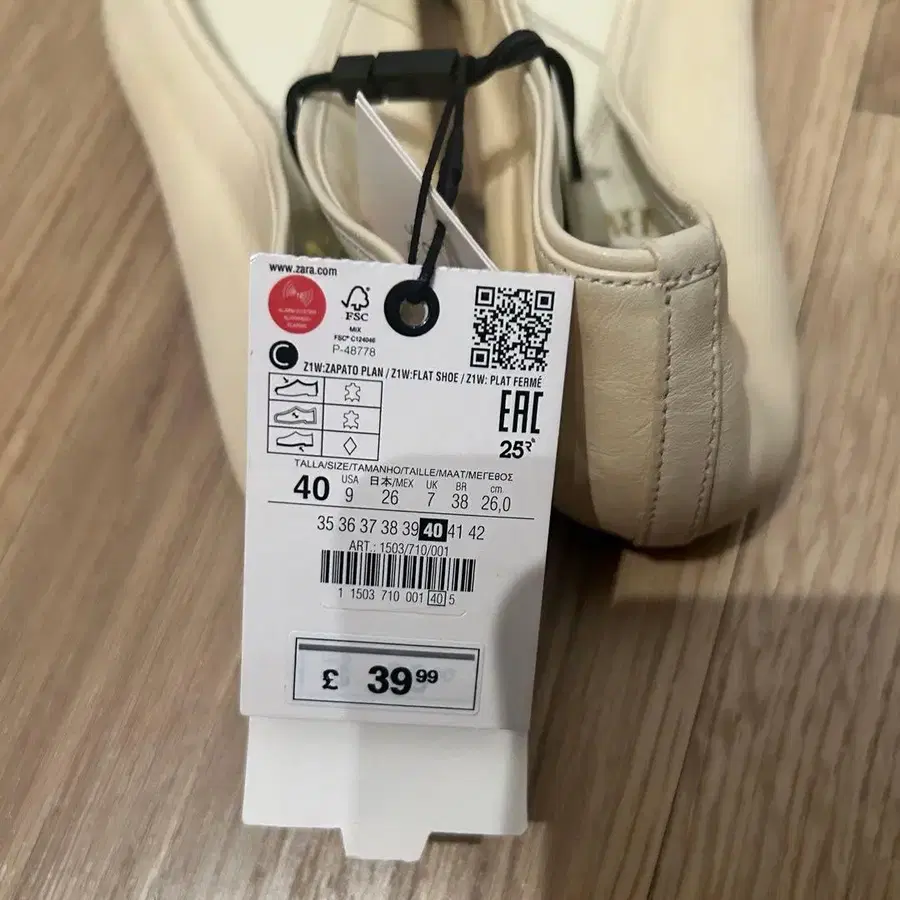 www.zara.com
FSC
MIX
FSC® C124046
P-48778
C
Z1W:ZAPATO PLAN / Z1W:FLAT SHOE / Z1W: PLAT FERMÉ
EAC
25
TALLA/SIZE/TAMANHO/TAILLE/MAAT/ΜΕΓΕΘΟΣ
40 USA 9 日本/MEX 26 UK 7 BR 38 cm 26,0
35 36 37 38 39 40 41 42
ART.: 1503/710/001
1 1503 710 001 40 5
£ 39 99